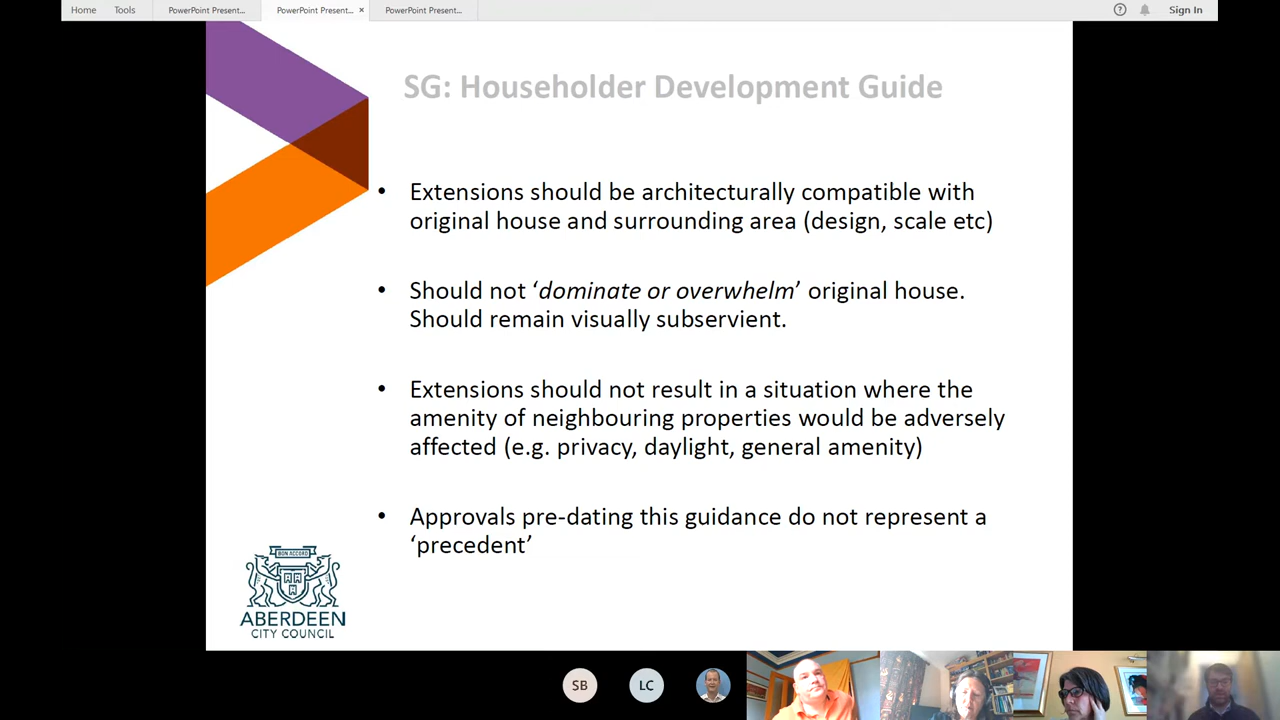 Home Tools PowerPoint Present... PowerPoint Present... × PowerPoint Present... Sign In
SG: Householder Development Guide
• Extensions should be architecturally compatible with
original house and surrounding area (design, scale etc)
• Should not ‘dominate or overwhelm’ original house.
Should remain visually subservient.
• Extensions should not result in a situation where the
amenity of neighbouring properties would be adversely
affected (e.g. privacy, daylight, general amenity)
• Approvals pre-dating this guidance do not represent a
‘precedent’
BON ACCORD
ABERDEEN
CITY COUNCIL
SB LC